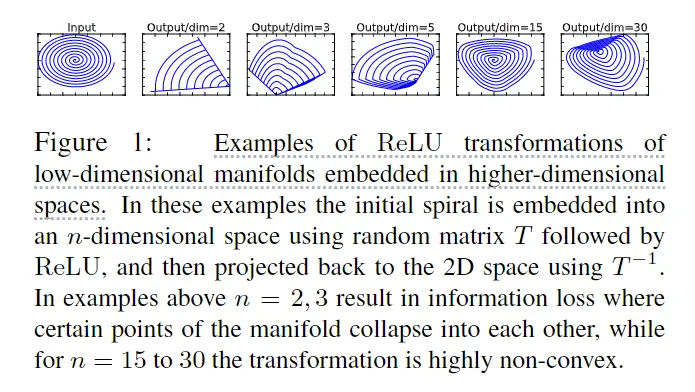 Input Output/dim=2 Output/dim=3 Output/dim=5 Output/dim=15 Output/dim=30
Figure 1: Examples of ReLU transformations of
low-dimensional manifolds embedded in higher-dimensional
spaces. In these examples the initial spiral is embedded into
an n-dimensional space using random matrix T followed by
ReLU, and then projected back to the 2D space using T⁻¹.
In examples above n = 2, 3 result in information loss where
certain points of the manifold collapse into each other, while
for n = 15 to 30 the transformation is highly non-convex.